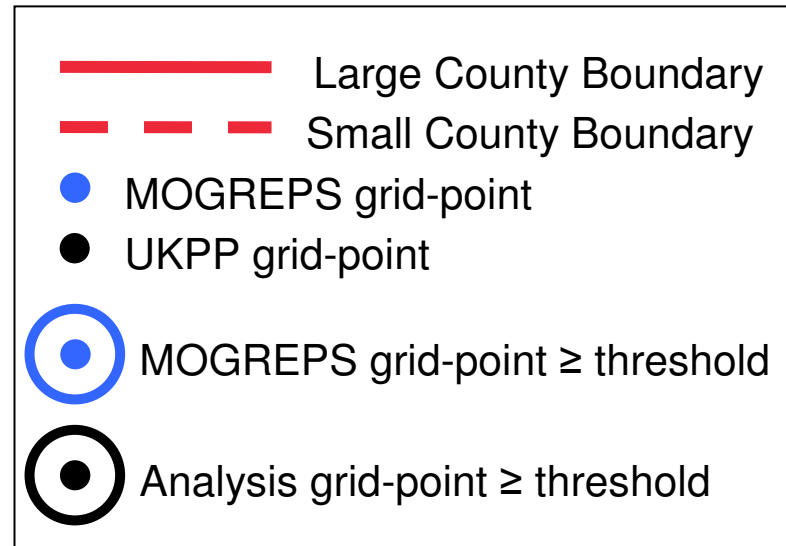 Large County Boundary
Small County Boundary
MOGREPS grid-point
UKPP grid-point
MOGREPS grid-point ≥ threshold
Analysis grid-point ≥ threshold